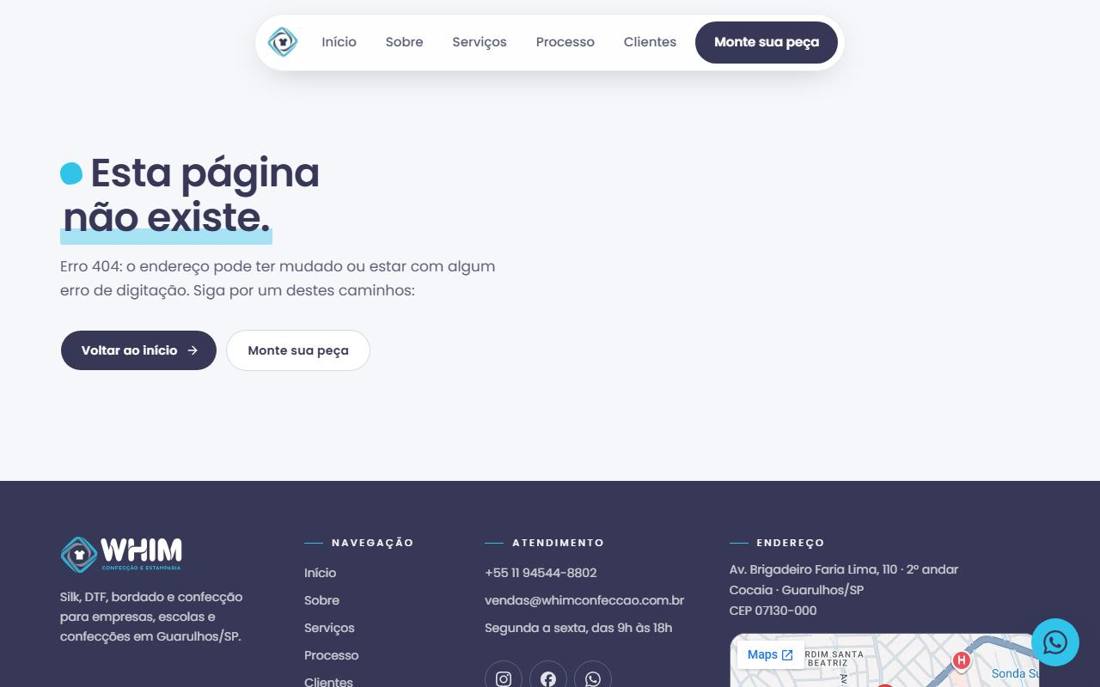 Início
Sobre
Serviços
Processo
Clientes
Monte sua peça
Esta página
não existe.
Erro 404: o endereço pode ter mudado ou estar com algum
erro de digitação. Siga por um destes caminhos:
Voltar ao início
Monte sua peça
WHIM
CONFECÇÃO E ESTAMPARIA
Silk, DTF, bordado e confecção
para empresas, escolas e
confecções em Guarulhos/SP.
NAVEGAÇÃO
Início
Sobre
Serviços
Processo
Clientes
ATENDIMENTO
+55 11 94544-8802
vendas@whimconfeccao.com.br
Segunda a sexta, das 9h às 18h
ENDEREÇO
Av. Brigadeiro Faria Lima, 110 · 2º andar
Cocaia · Guarulhos/SP
CEP 07130-000
Maps
RDIM SANTA
BEATRIZ
H
Av
Sonda Su